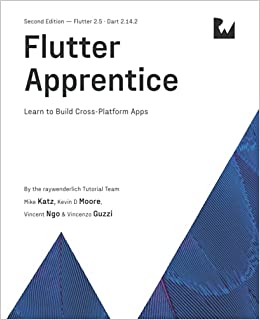 Second Edition — Flutter 2.5 · Dart 2.14.2
Flutter
Apprentice
Learn to Build Cross-Platform Apps
By the raywenderlich Tutorial Team
Mike Katz, Kevin D Moore,
Vincent Ngo & Vincenzo Guzzi